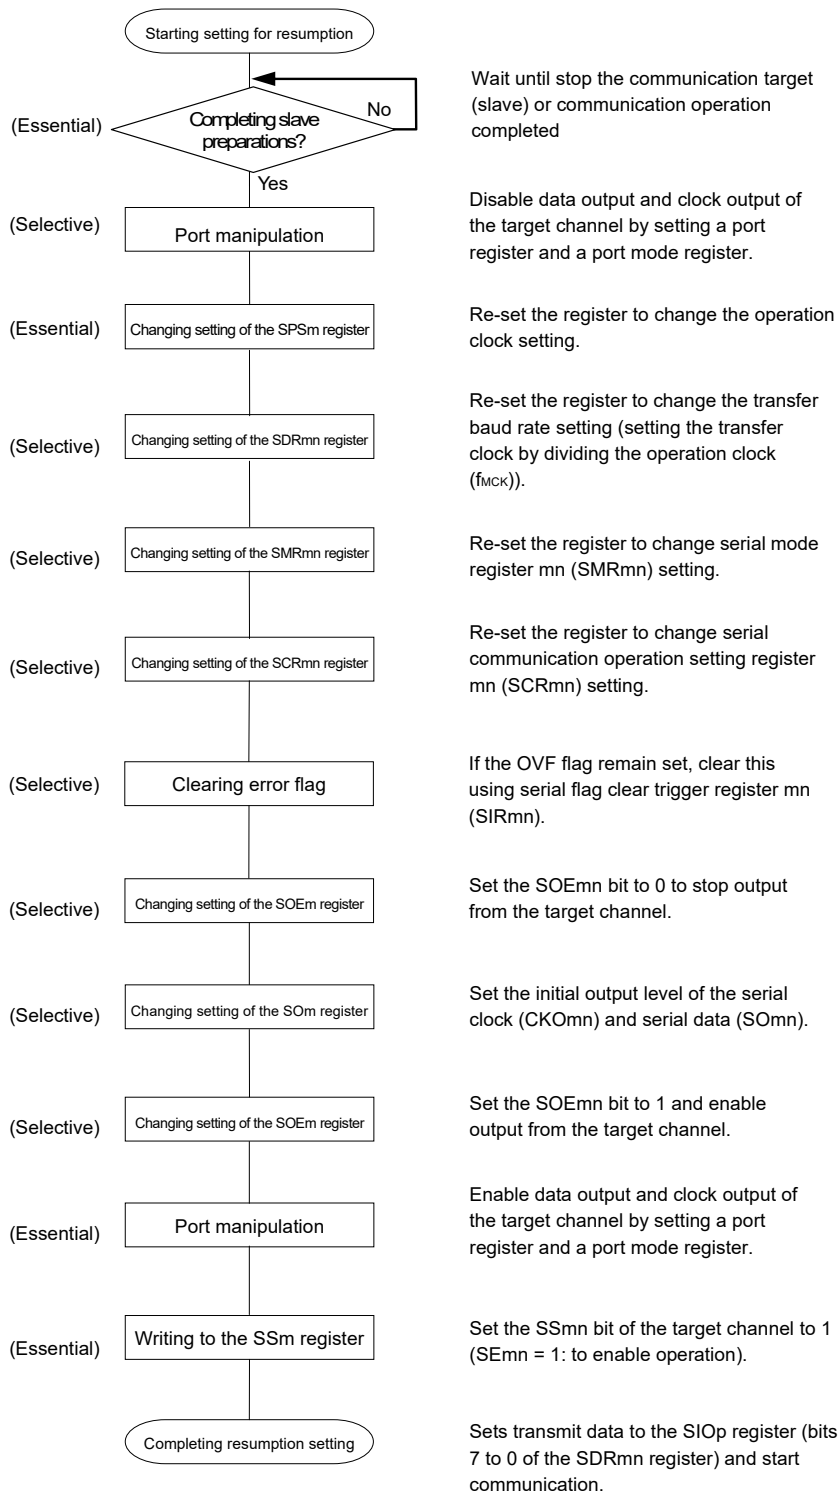 Starting setting for resumption
(Essential)
Completing slave
preparations?
No
Yes
Wait until stop the communication target
(slave) or communication operation
completed
(Selective)
Port manipulation
Disable data output and clock output of
the target channel by setting a port
register and a port mode register.
(Essential)
Changing setting of the SPSm register
Re-set the register to change the operation
clock setting.
(Selective)
Changing setting of the SDRmn register
Re-set the register to change the transfer
baud rate setting (setting the transfer
clock by dividing the operation clock
(fMCK)).
(Selective)
Changing setting of the SMRmn register
Re-set the register to change serial mode
register mn (SMRmn) setting.
(Selective)
Changing setting of the SCRmn register
Re-set the register to change serial
communication operation setting register
mn (SCRmn) setting.
(Selective)
Clearing error flag
If the OVF flag remain set, clear this
using serial flag clear trigger register mn
(SIRmn).
(Selective)
Changing setting of the SOEm register
Set the SOEmn bit to 0 to stop output
from the target channel.
(Selective)
Changing setting of the SOm register
Set the initial output level of the serial
clock (CKOmn) and serial data (SOmn).
(Selective)
Changing setting of the SOEm register
Set the SOEmn bit to 1 and enable
output from the target channel.
(Essential)
Port manipulation
Enable data output and clock output of
the target channel by setting a port
register and a port mode register.
(Essential)
Writing to the SSm register
Set the SSmn bit of the target channel to 1
(SEmn = 1: to enable operation).
Completing resumption setting
Sets transmit data to the SIOp register (bits
7 to 0 of the SDRmn register) and start
communication.